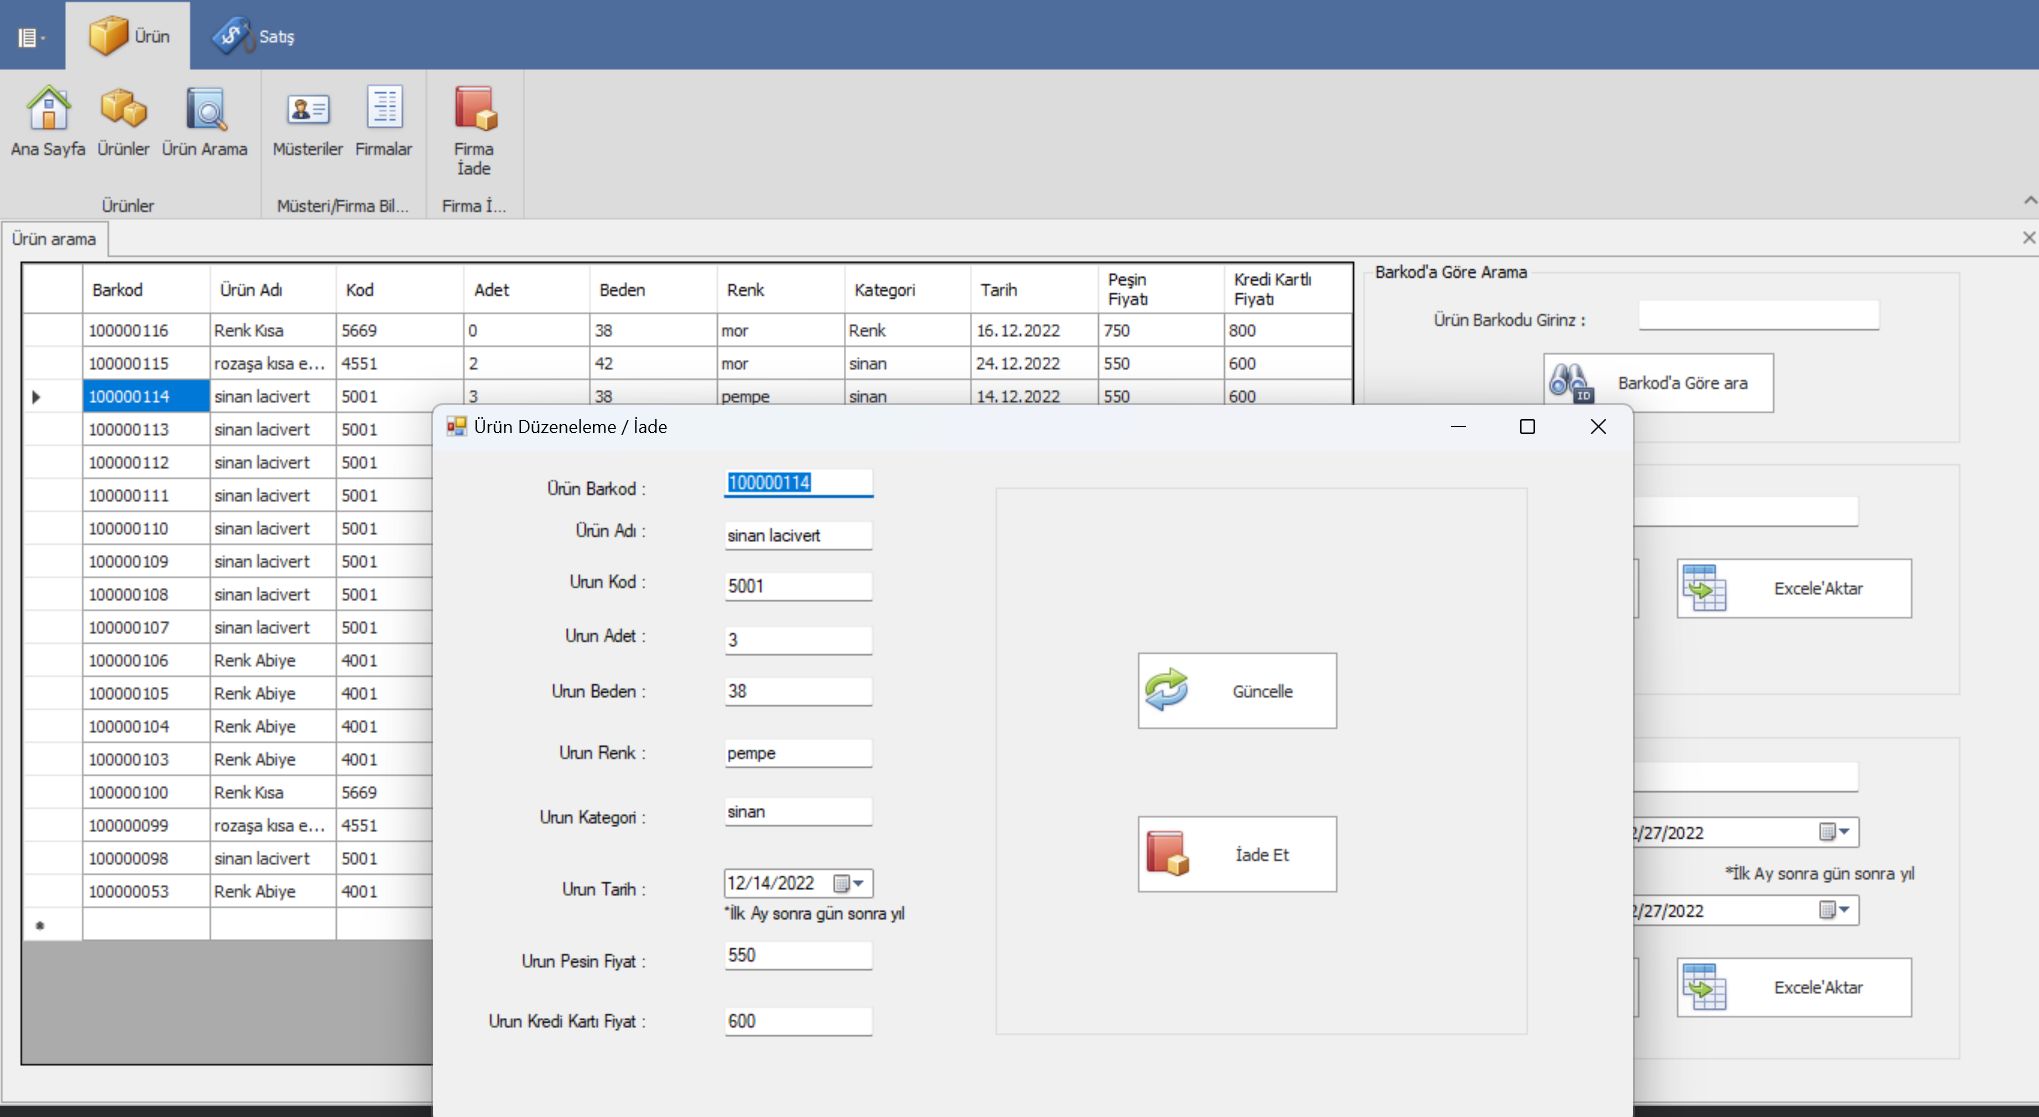 Ürün
Satış
Ana Sayfa
Ürünler
Ürün Arama
Müsteriler
Firmalar
Firma
İade
Ürünler
Müsteri/Firma Bil...
Firma İ...
Ürün arama
Barkod
Ürün Adı
Kod
Adet
Beden
Renk
Kategori
Tarih
Peşin
Fiyatı
Kredi Kartlı
Fiyatı
100000116 Renk Kısa 5669 0 38 mor Renk 16.12.2022 750 800
100000115 rozaşa kısa e... 4551 2 42 mor sinan 24.12.2022 550 600
100000114 sinan lacivert 5001 3 38 pempe sinan 14.12.2022 550 600
100000113 sinan lacivert 5001
100000112 sinan lacivert 5001
100000111 sinan lacivert 5001
100000110 sinan lacivert 5001
100000109 sinan lacivert 5001
100000108 sinan lacivert 5001
100000107 sinan lacivert 5001
100000106 Renk Abiye 4001
100000105 Renk Abiye 4001
100000104 Renk Abiye 4001
100000103 Renk Abiye 4001
100000100 Renk Kısa 5669
100000099 rozaşa kısa e... 4551
100000098 sinan lacivert 5001
100000053 Renk Abiye 4001
Barkod'a Göre Arama
Ürün Barkodu Girinz :
ID
Barkod'a Göre ara
Excele'Aktar
2/27/2022
*İlk Ay sonra gün sonra yıl
2/27/2022
Excele'Aktar
Ürün Düzeneleme / İade
Ürün Barkod : 100000114
Ürün Adı : sinan lacivert
Urun Kod : 5001
Urun Adet : 3
Urun Beden : 38
Urun Renk : pempe
Urun Kategori : sinan
Urun Tarih : 12/14/2022
*İlk Ay sonra gün sonra yıl
Urun Pesin Fiyat : 550
Urun Kredi Kartı Fiyat : 600
Güncelle
İade Et